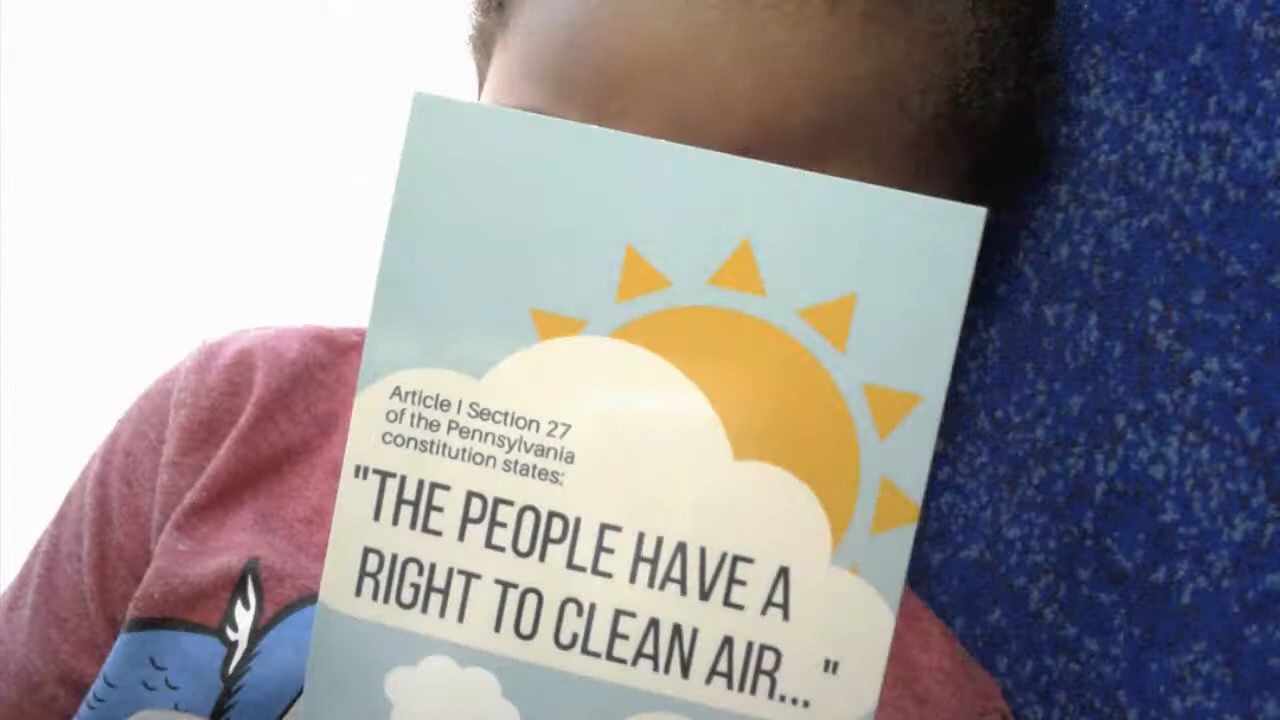 Article I Section 27
of the Pennsylvania
constitution states:
"THE PEOPLE HAVE A
RIGHT TO CLEAN AIR... "